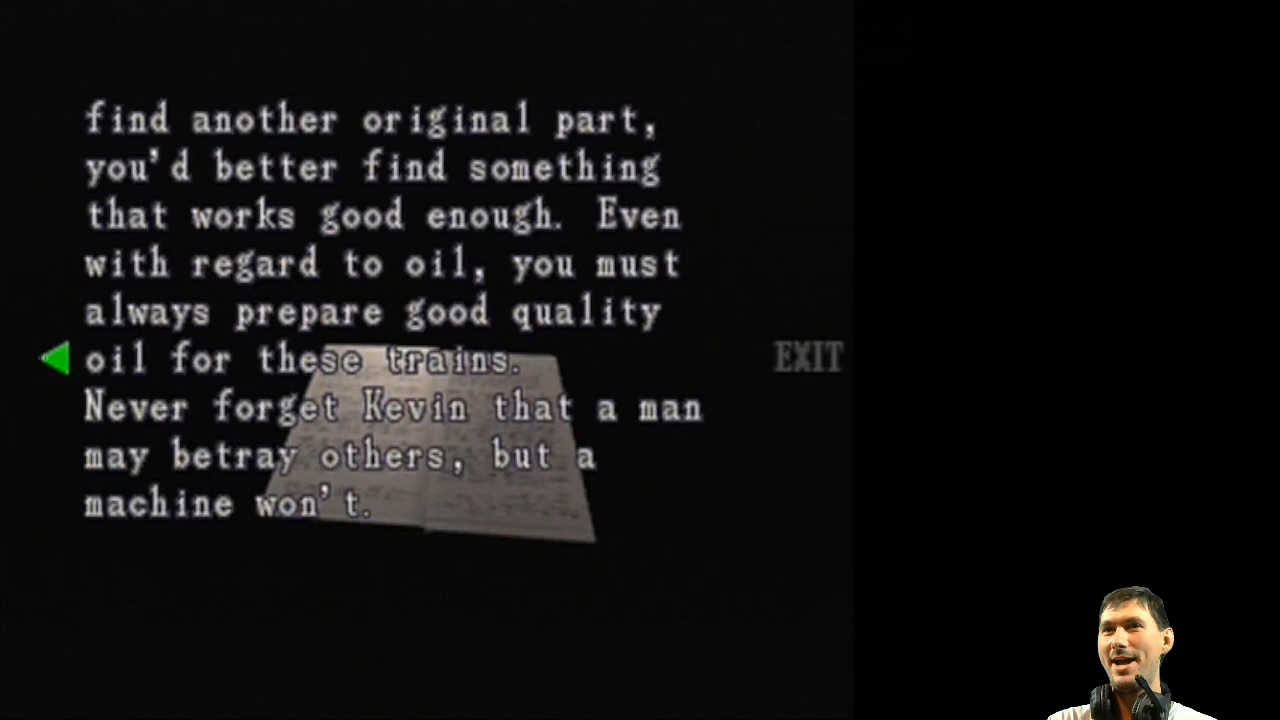 find another original part,
you'd better find something
that works good enough. Even
with regard to oil, you must
always prepare good quality
oil for these trains.
EXIT
Never forget Kevin that a man
may betray others, but a
machine won't.